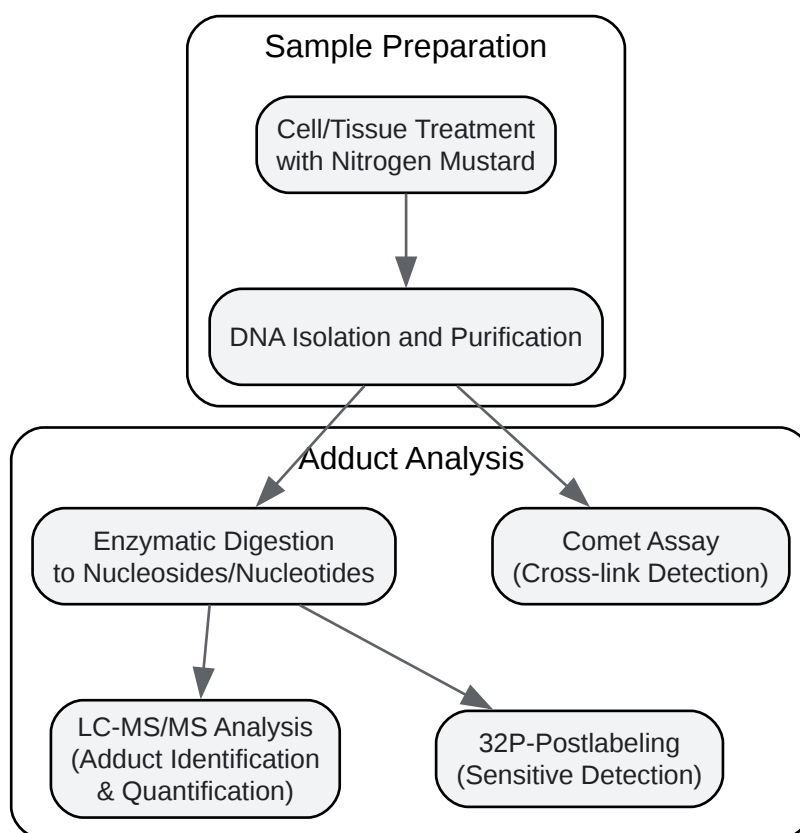 Sample Preparation
Cell/Tissue Treatment
with Nitrogen Mustard
DNA Isolation and Purification
Adduct Analysis
Enzymatic Digestion
to Nucleosides/Nucleotides
Comet Assay
(Cross-link Detection)
LC-MS/MS Analysis
(Adduct Identification
& Quantification)
32P-Postlabeling
(Sensitive Detection)